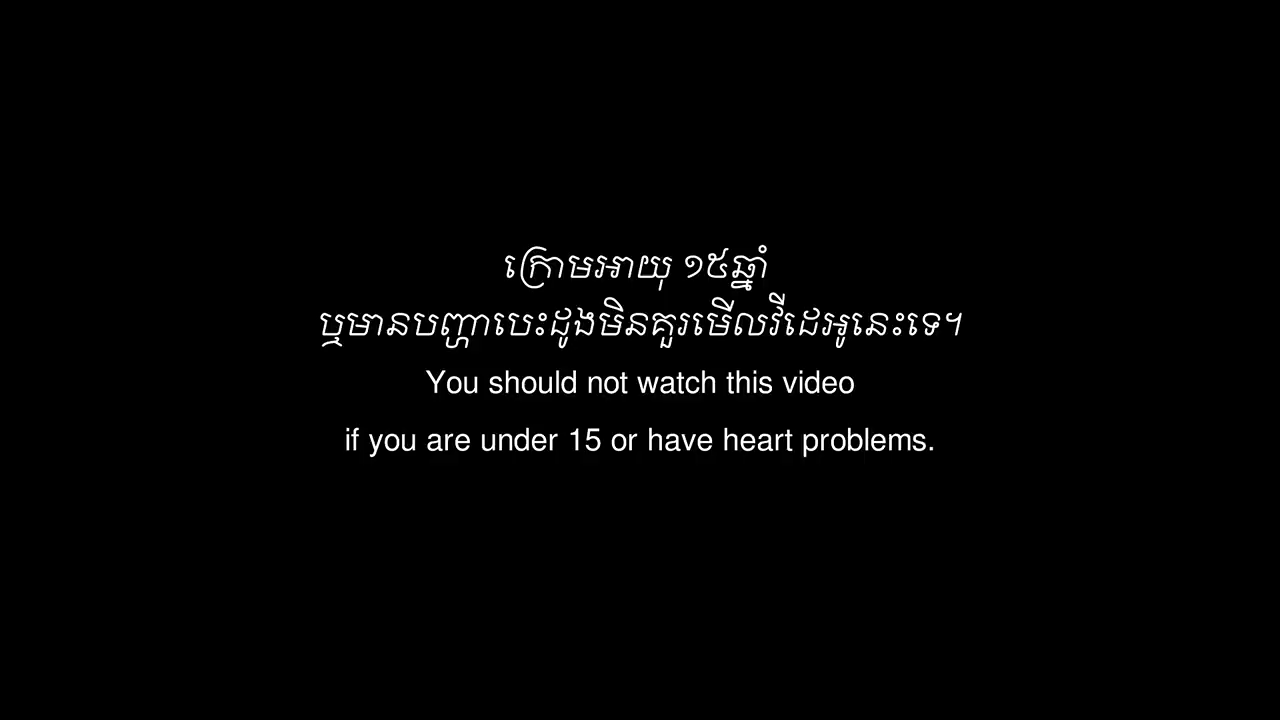 ក្រោមអាយុ ១៥ឆ្នាំ
ឬមានបញ្ហាបេះដូងមិនគួរមើលវីដេអូនេះទេ។
You should not watch this video
if you are under 15 or have heart problems.